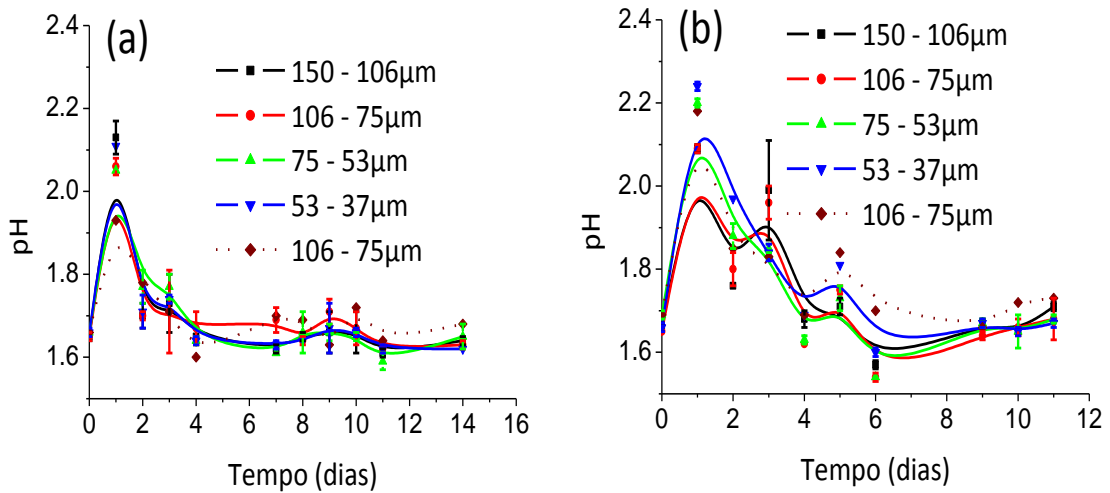 (a)
150 - 106µm
106 - 75µm
75 - 53µm
53 - 37µm
106 - 75µm
pH
2.4
2.2
2.0
1.8
1.6
0 2 4 6 8 10 12 14 16
Tempo (dias)
(b)
150 - 106µm
106 - 75µm
75 - 53µm
53 - 37µm
106 - 75µm
pH
2.4
2.2
2.0
1.8
1.6
0 2 4 6 8 10 12
Tempo (dias)